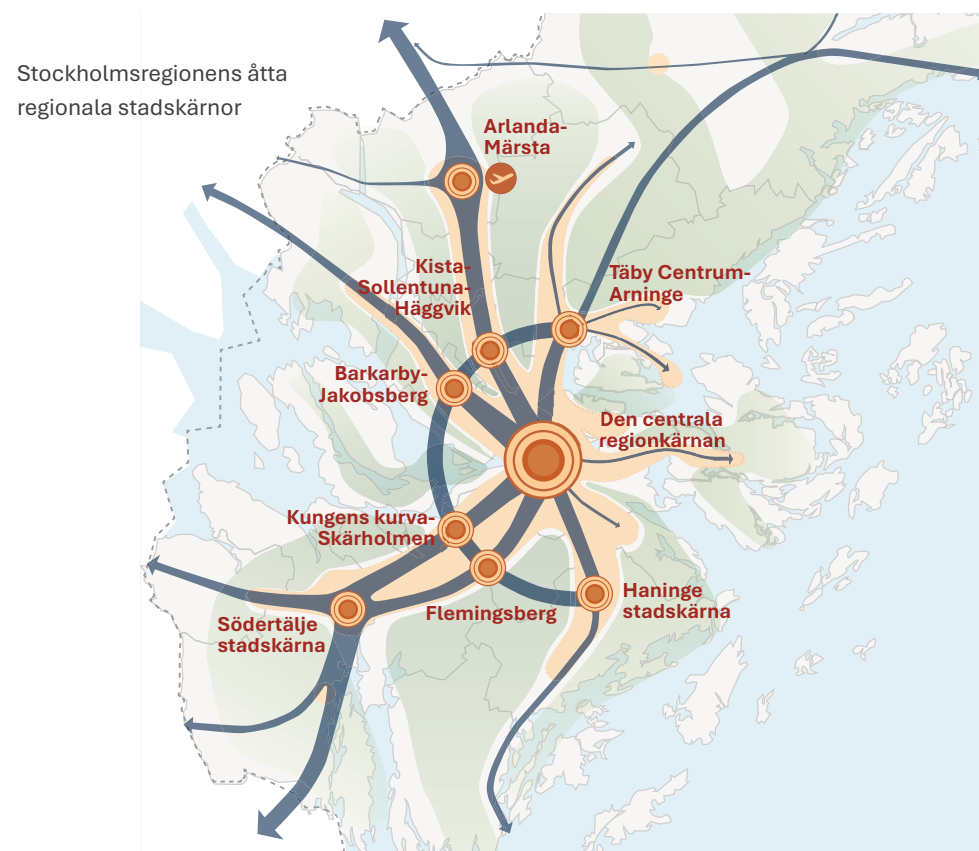 Stockholmsregionens åtta
regionala stadskärnor
Arlanda-
Märsta
Kista-
Sollentuna-
Häggvik
Täby Centrum-
Arninge
Barkarby-
Jakobsberg
Den centrala
regionkärnan
Kungens kurva-
Skärholmen
Haninge
stadskärna
Flemingsberg
Södertälje
stadskärna